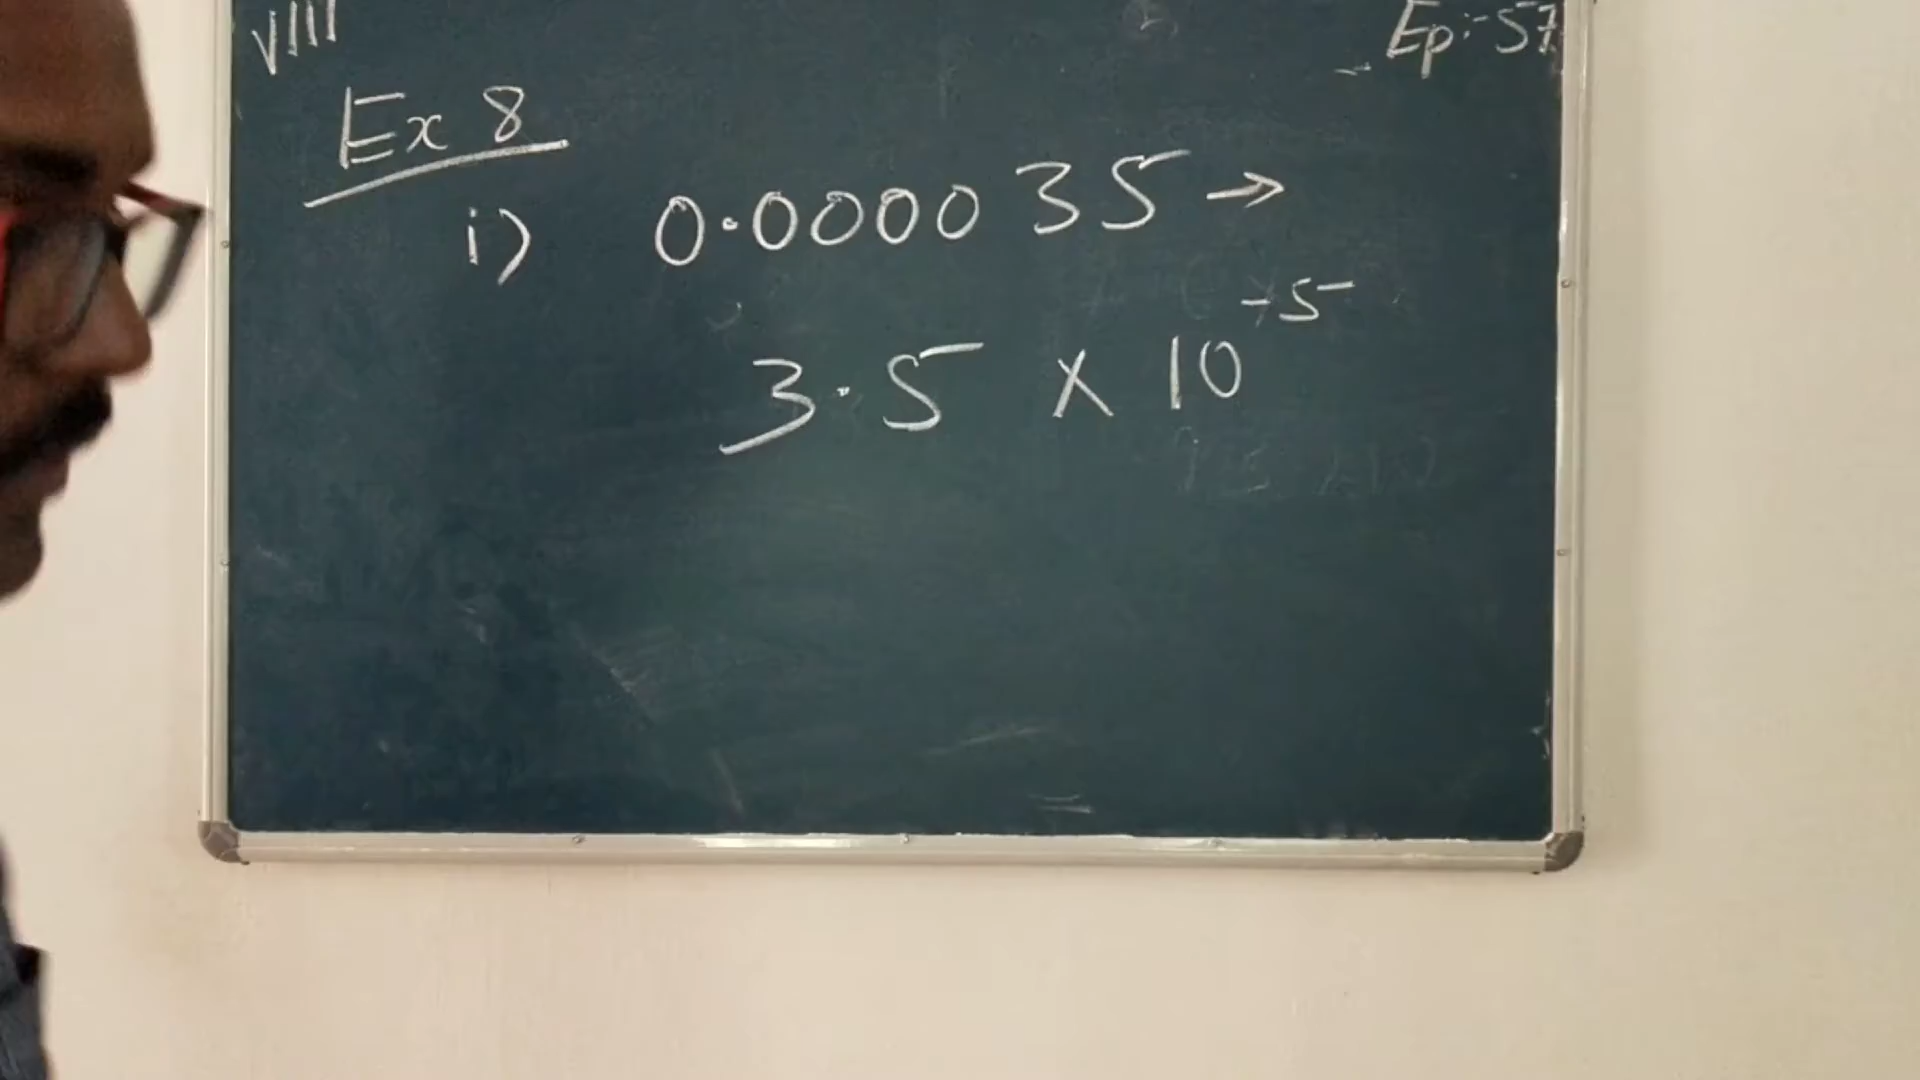 VIII
Ep:-57
Ex 8
i) 0.000035 →
3.5 x 10⁻⁵